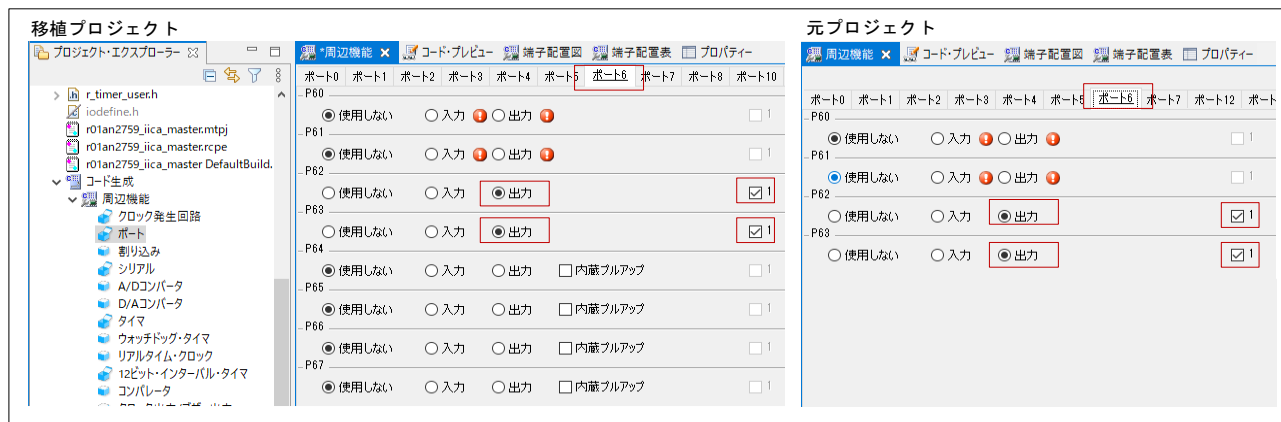 移植プロジェクト
プロジェクト・エクスプローラー
r_timer_user.h
iodefine.h
r01an2759_iica_master.mtpj
r01an2759_iica_master.rcpe
r01an2759_iica_master DefaultBuild.
コード生成
周辺機能
クロック発生回路
ポート
割り込み
シリアル
A/Dコンバータ
D/Aコンバータ
タイマ
ウォッチドッグ・タイマ
リアルタイム・クロック
12ビット・インターバル・タイマ
コンパレータ
*周辺機能 コード・プレビュー 端子配置図 端子配置表 プロパティー
ポート0 ポート1 ポート2 ポート3 ポート4 ポート5 ポート6 ポート7 ポート8 ポート10
P60
使用しない 入力 出力 1
P61
使用しない 入力 出力 1
P62
使用しない 入力 出力 1
P63
使用しない 入力 出力 1
P64
使用しない 入力 出力 内蔵プルアップ 1
P65
使用しない 入力 出力 内蔵プルアップ 1
P66
使用しない 入力 出力 内蔵プルアップ 1
P67
使用しない 入力 出力 内蔵プルアップ 1
元プロジェクト
周辺機能 コード・プレビュー 端子配置図 端子配置表 プロパティー
ポート0 ポート1 ポート2 ポート3 ポート4 ポート5 ポート6 ポート7 ポート12
P60
使用しない 入力 出力 1
P61
使用しない 入力 出力 1
P62
使用しない 入力 出力 1
P63
使用しない 入力 出力 1